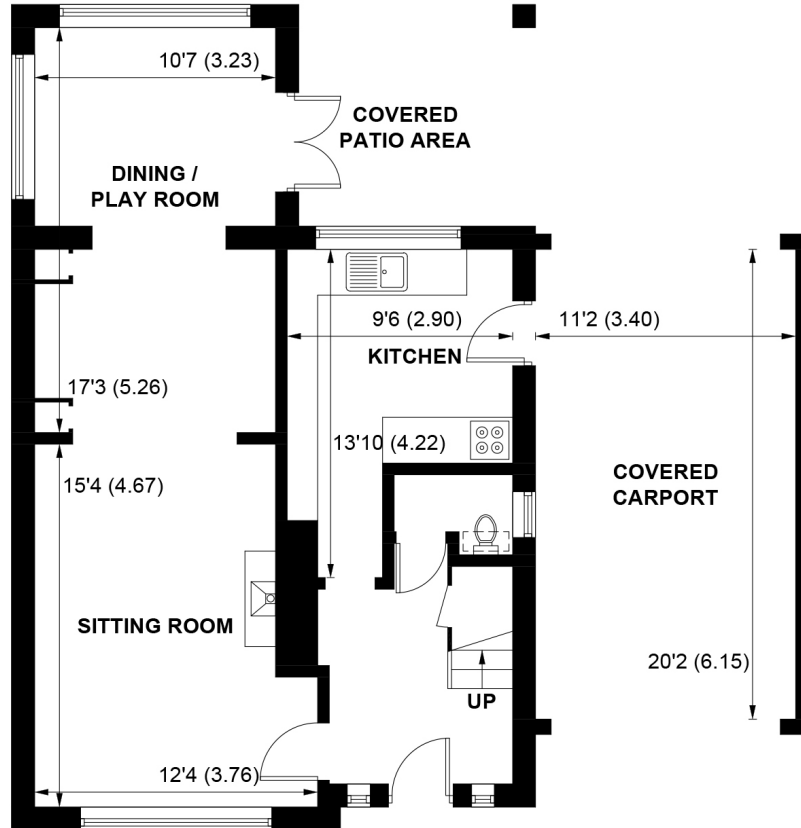 10'7 (3.23)
COVERED
PATIO AREA
DINING /
PLAY ROOM
9'6 (2.90)
11'2 (3.40)
KITCHEN
17'3 (5.26)
13'10 (4.22)
15'4 (4.67)
COVERED
CARPORT
SITTING ROOM
20'2 (6.15)
UP
12'4 (3.76)